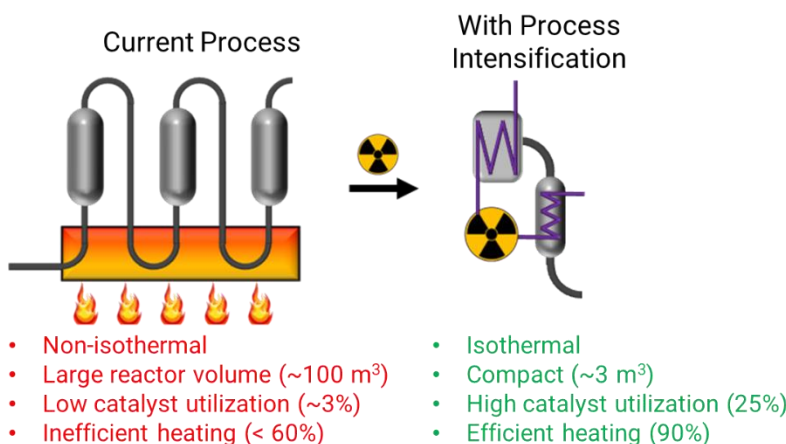 Current Process
With Process
Intensification
• Non-isothermal
• Large reactor volume (~100 m³)
• Low catalyst utilization (~3%)
• Inefficient heating (< 60%)
• Isothermal
• Compact (~3 m³)
• High catalyst utilization (25%)
• Efficient heating (90%)